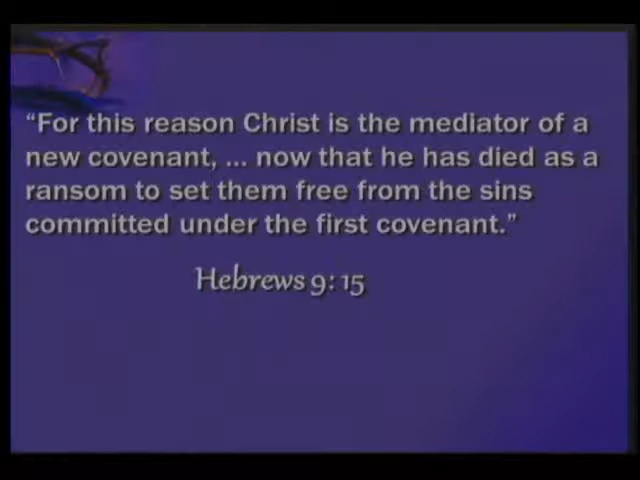 “For this reason Christ is the mediator of a
new covenant, ... now that he has died as a
ransom to set them free from the sins
committed under the first covenant.”
Hebrews 9: 15